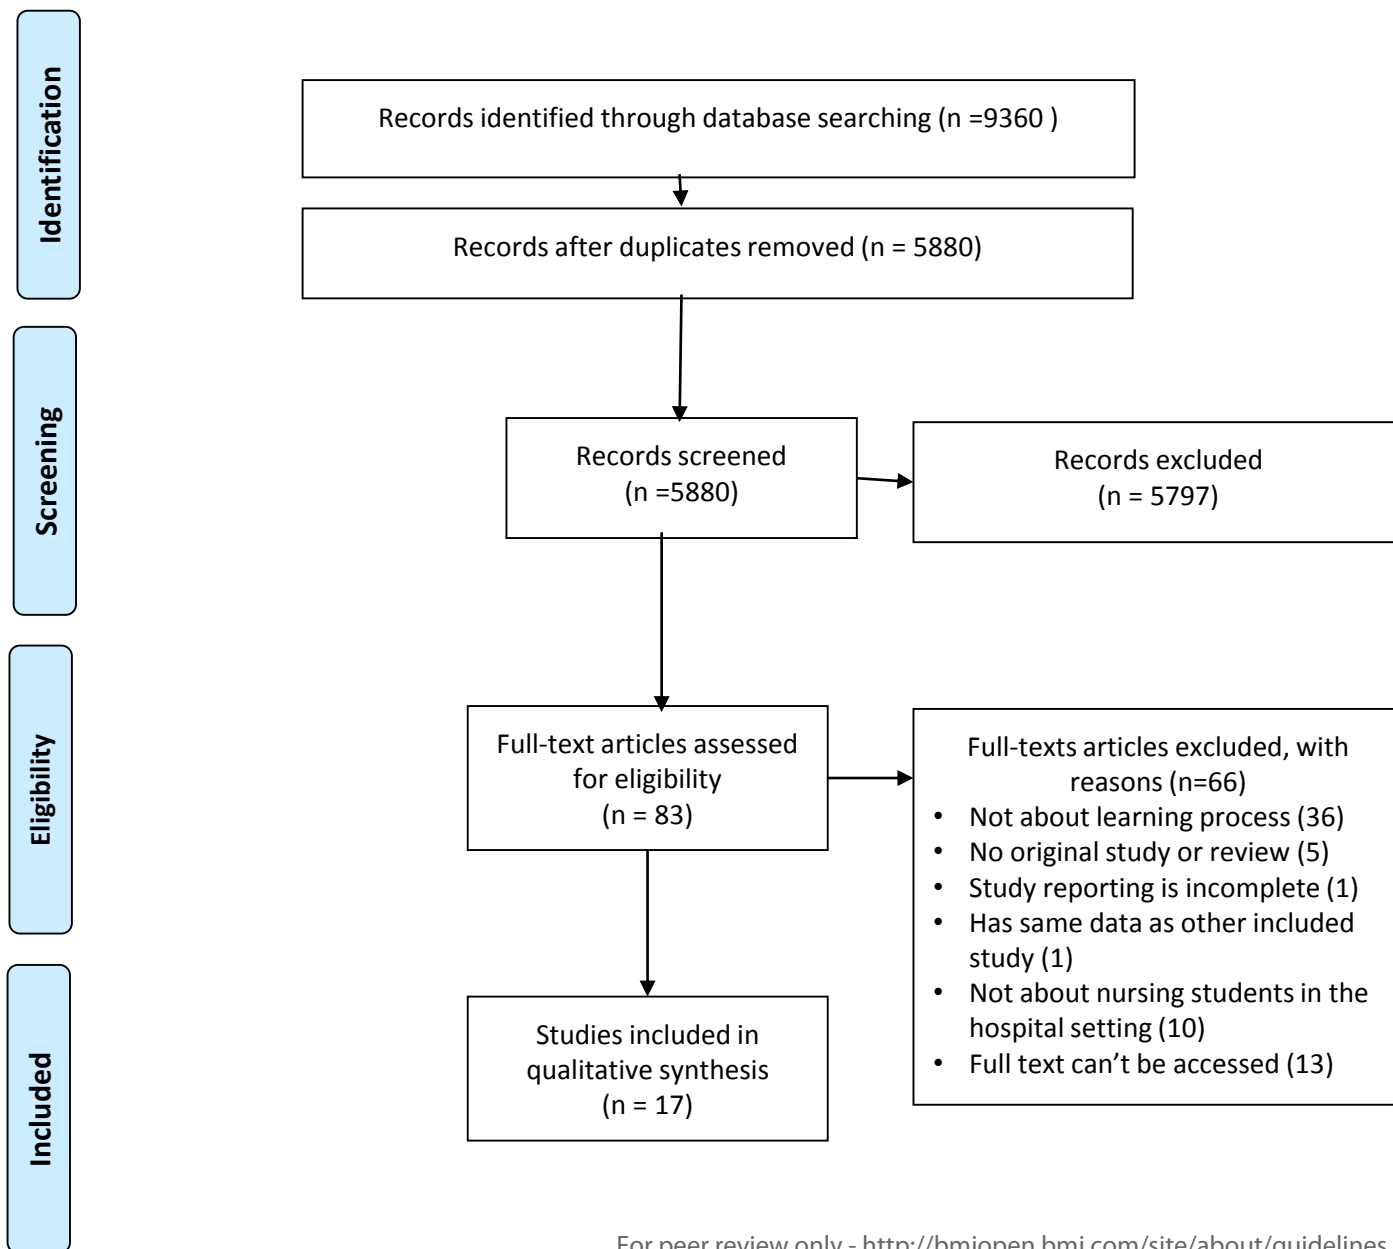 Identification
Records identified through database searching (n =9360 )
Records after duplicates removed (n = 5880)
Screening
Records screened
(n =5880)
Records excluded
(n = 5797)
Eligibility
Full-text articles assessed
for eligibility
(n = 83)
Full-texts articles excluded, with
reasons (n=66)
• Not about learning process (36)
• No original study or review (5)
• Study reporting is incomplete (1)
• Has same data as other included
study (1)
• Not about nursing students in the
hospital setting (10)
• Full text can’t be accessed (13)
Included
Studies included in
qualitative synthesis
(n = 17)
For peer review only - http://bmjopen.bmj.com/site/about/guidelines